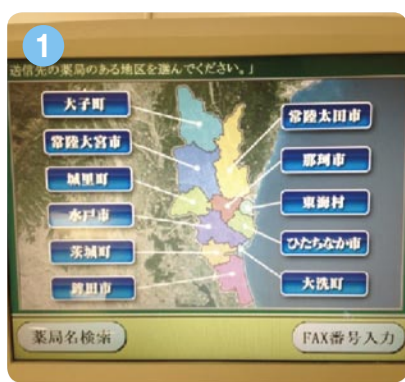 1
送信先の薬局のある地区を選んでください。」
大子町
常陸大宮市
城里町
水戸市
茨城町
鉾田市
常陸太田市
那珂市
東海村
ひたちなか市
大洗町
薬局名検索
FAX番号入力